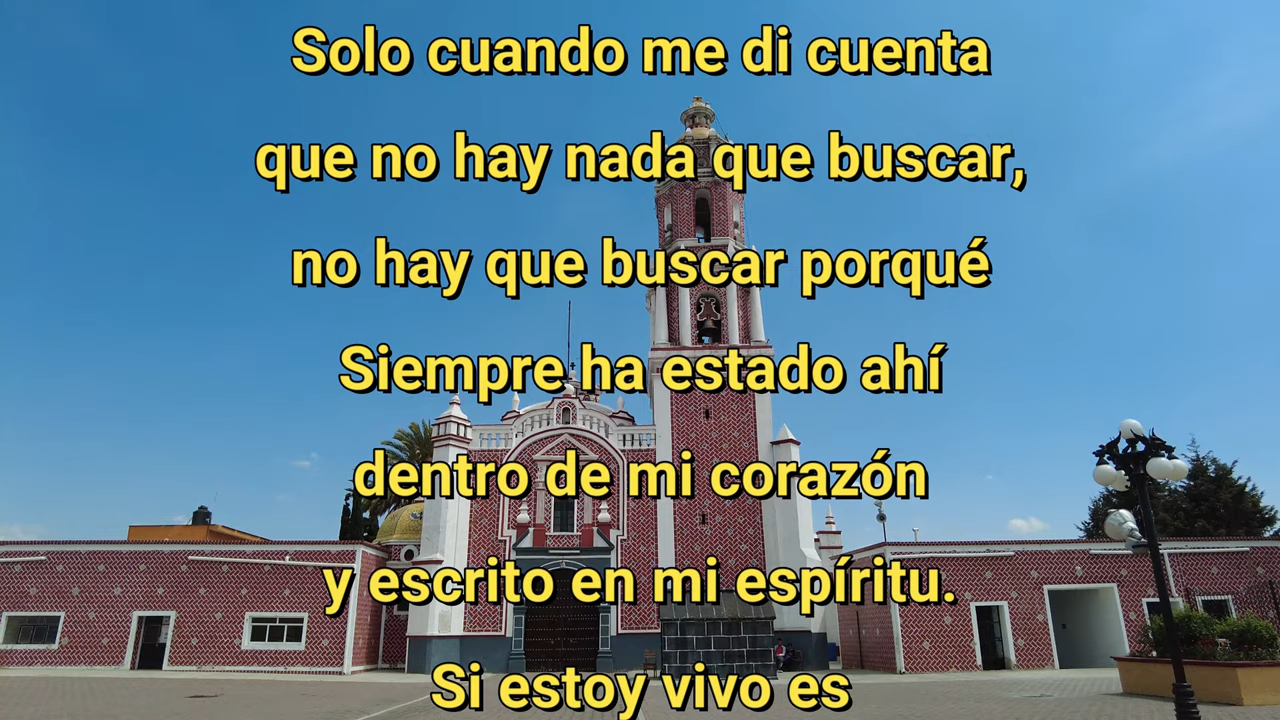 Solo cuando me di cuenta
que no hay nada que buscar,
no hay que buscar porqué
Siempre ha estado ahí
dentro de mi corazón
y escrito en mi espíritu.
Si estoy vivo es